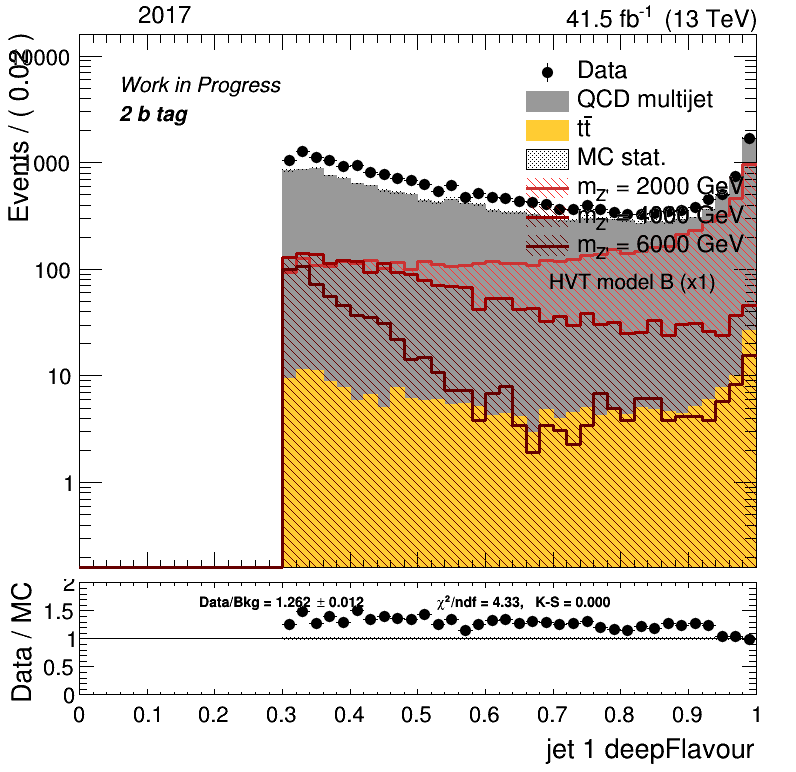 2017 41.5 fb⁻¹ (13 TeV)
Events / ( 0.02 )
Work in Progress
2 b tag
Data
QCD multijet
tt̄
MC stat.
m_Z' = 2000 GeV
m_Z' = 4000 GeV
m_Z' = 6000 GeV
HVT model B (x1)
10000
1000
100
10
1
Data / MC
Data/Bkg = 1.262 ± 0.012 χ²/ndf = 4.33, K-S = 0.000
2
1.5
1
0.5
0
0 0.1 0.2 0.3 0.4 0.5 0.6 0.7 0.8 0.9 1
jet 1 deepFlavour